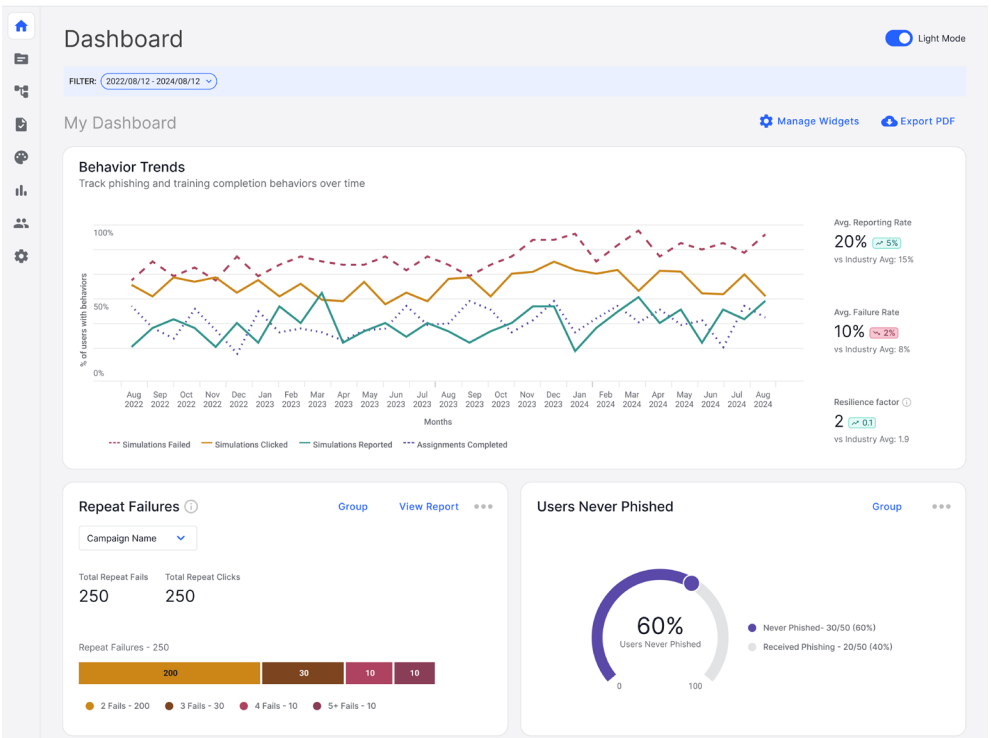 Dashboard
Light Mode
FILTER: 2022/08/12 - 2024/08/12
My Dashboard
Manage Widgets
Export PDF
Behavior Trends
Track phishing and training completion behaviors over time
% of users with behaviors
100%
50%
0%
Aug 2022 Sep 2022 Oct 2022 Nov 2022 Dec 2022 Jan 2023 Feb 2023 Mar 2023 Apr 2023 May 2023 Jun 2023 Jul 2023 Aug 2023 Sep 2023 Oct 2023 Nov 2023 Dec 2023 Jan 2024 Feb 2024 Mar 2024 Apr 2024 May 2024 Jun 2024 Jul 2024 Aug 2024
Months
Simulations Failed Simulations Clicked Simulations Reported Assignments Completed
Avg. Reporting Rate
20% 5%
vs Industry Avg: 15%
Avg. Failure Rate
10% 2%
vs Industry Avg: 8%
Resilience factor
2 0.1
vs Industry Avg: 1.9
Repeat Failures
Group
View Report
Campaign Name
Total Repeat Fails Total Repeat Clicks
250 250
Repeat Failures - 250
200 30 10 10
2 Fails - 200 3 Fails - 30 4 Fails - 10 5+ Fails - 10
Users Never Phished
Group
60%
Users Never Phished
0 100
Never Phished- 30/50 (60%)
Received Phishing - 20/50 (40%)